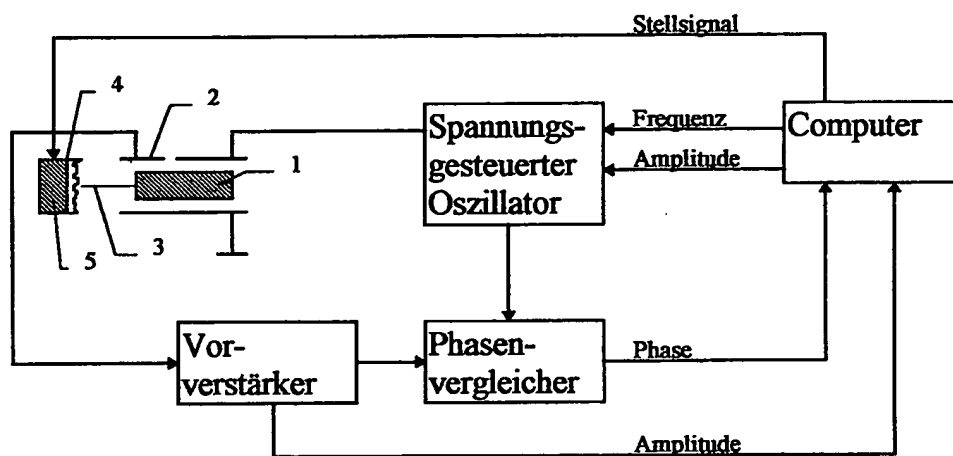 Stellsignal
4
2
1
3
5
Spannungs-
gesteuerter
Oszillator
Frequenz
Amplitude
Computer
Vor-
verstärker
Phasen-
vergleicher
Phase
Amplitude